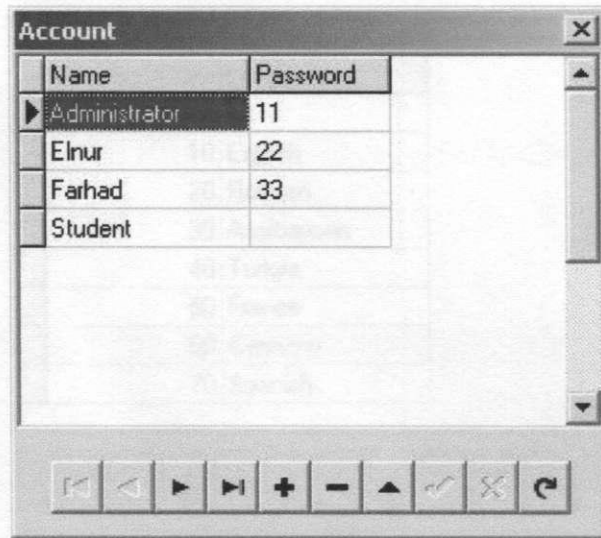 Account
Name Password
Administrator 11
Elnur 22
Farhad 33
Student